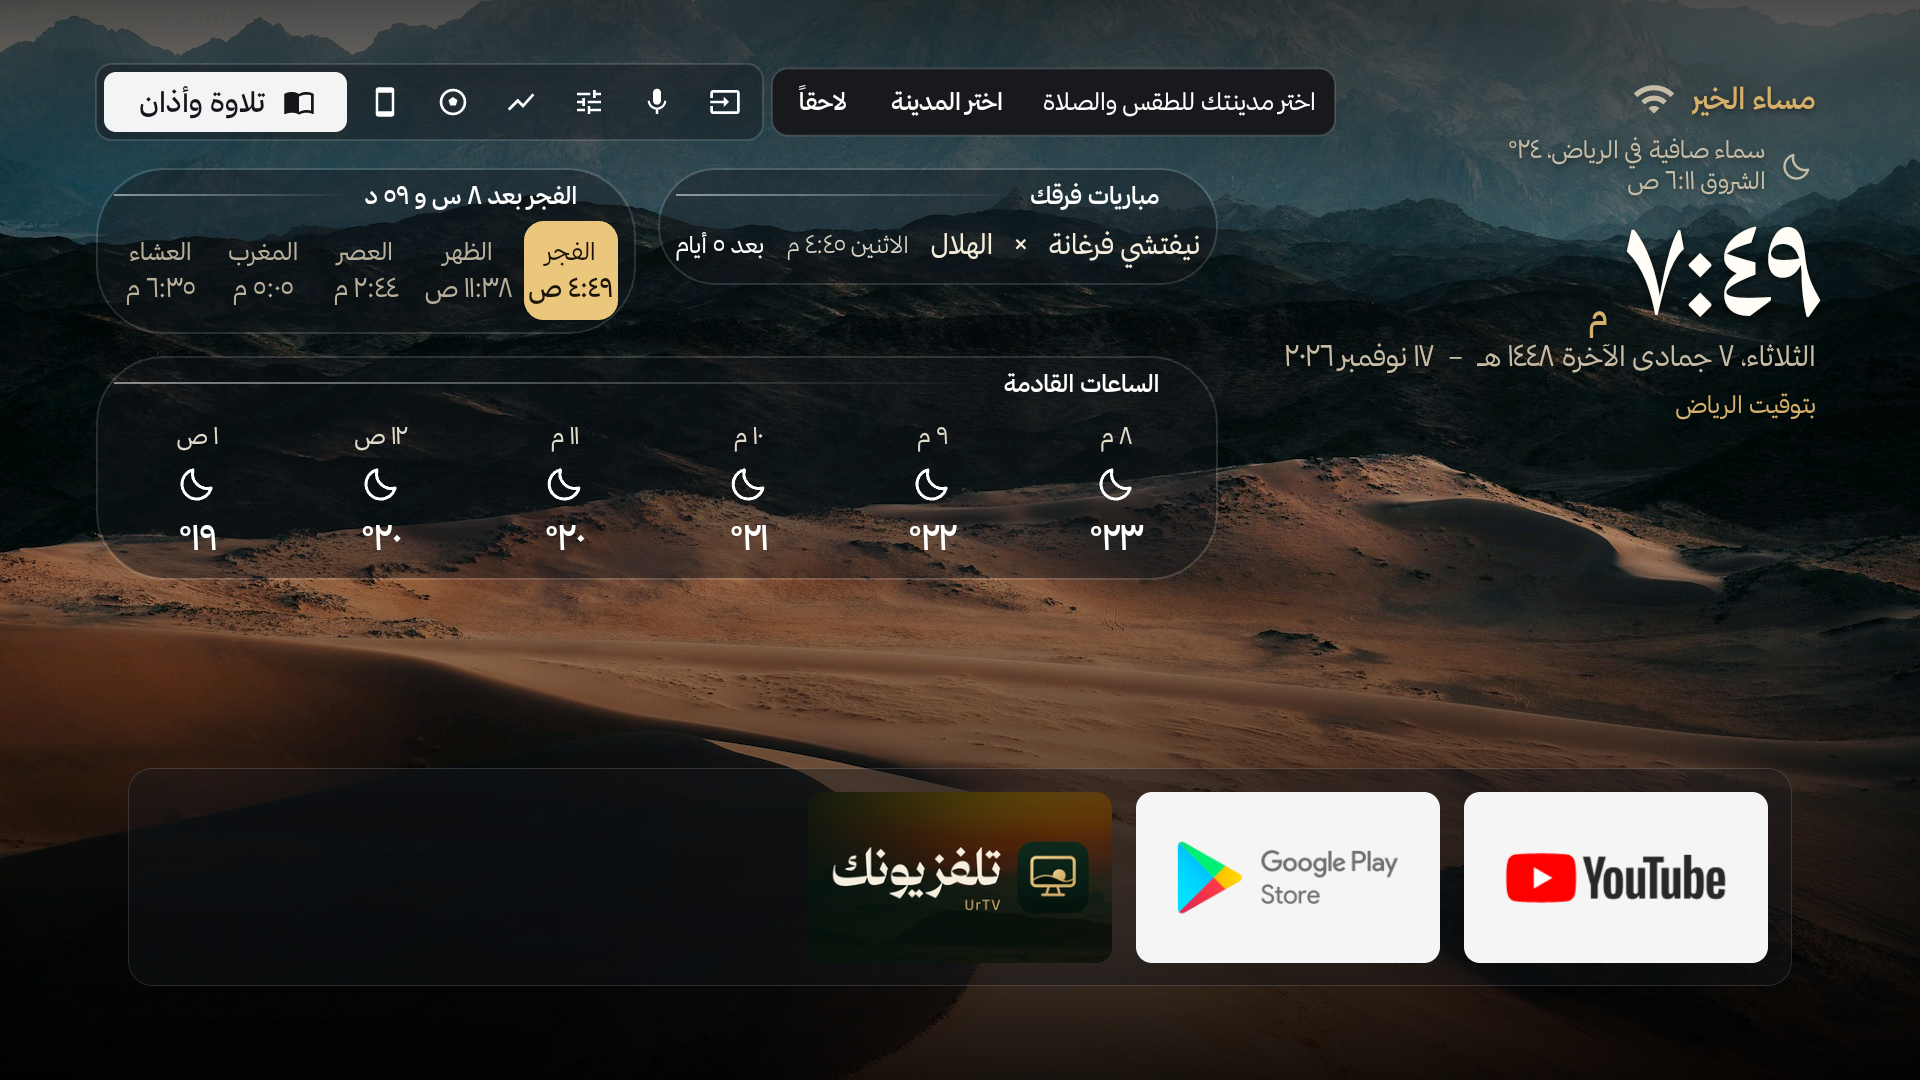 مساء الخير
سماء صافية في الرياض، ٢٤°
الشروق ٦:١١ ص
٧:٤٩ م
الثلاثاء، ٧ جمادى الآخرة ١٤٤٨ هـ – ١٧ نوفمبر ٢٠٢٦
بتوقيت الرياض
اختر مدينتك للطقس والصلاة اختر المدينة لاحقاً
تلاوة وأذان
مباريات فرقك
نيفتشي فرغانة × الهلال الاثنين ٤:٤٥ م بعد ٥ أيام
الفجر بعد ٨ س و ٥٩ د
الفجر الظهر العصر المغرب العشاء
٤:٤٩ ص ١١:٣٨ ص ٢:٤٤ م ٥:٠٥ م ٦:٣٥ م
الساعات القادمة
٨ م ٩ م ١٠ م ١١ م ١٢ ص ١ ص
٢٣° ٢٢° ٢١° ٢٠° ٢٠° ١٩°
YouTube
Google Play
Store
تلفزيونك
UrTV